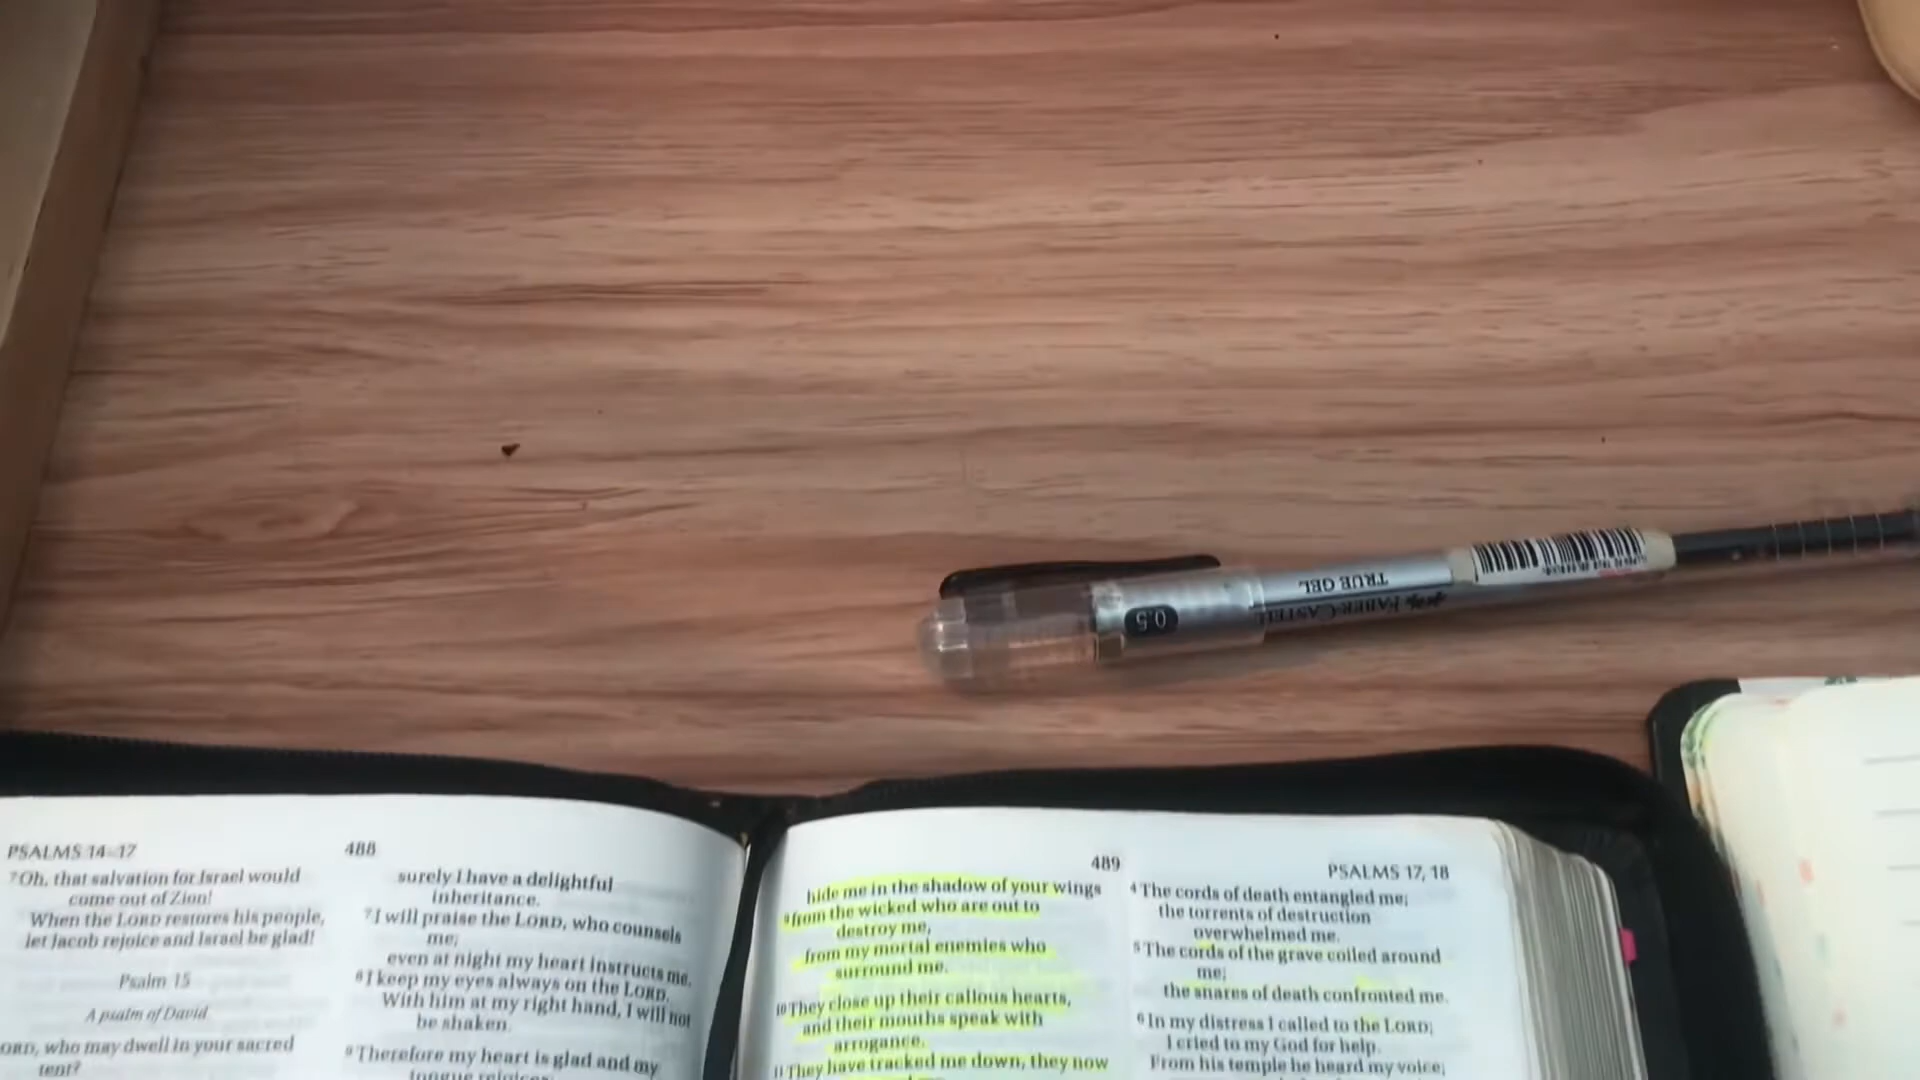 0.5
TRUE GEL
FABER-CASTELL
PSALMS 14–17
488
7Oh, that salvation for Israel would
come out of Zion!
When the LORD restores his people,
let Jacob rejoice and Israel be glad!
Psalm 15
A psalm of David
LORD, who may dwell in your sacred
tent?
surely I have a delightful
inheritance.
7I will praise the LORD, who counsels
me;
even at night my heart instructs me.
8I keep my eyes always on the LORD.
With him at my right hand, I will not
be shaken.
9Therefore my heart is glad and my
tongue rejoices;
489
PSALMS 17, 18
hide me in the shadow of your wings
9from the wicked who are out to
destroy me,
from my mortal enemies who
surround me.
10They close up their callous hearts,
and their mouths speak with
arrogance.
11They have tracked me down, they now
4The cords of death entangled me;
the torrents of destruction
overwhelmed me.
5The cords of the grave coiled around
me;
the snares of death confronted me.
6In my distress I called to the LORD;
I cried to my God for help.
From his temple he heard my voice;